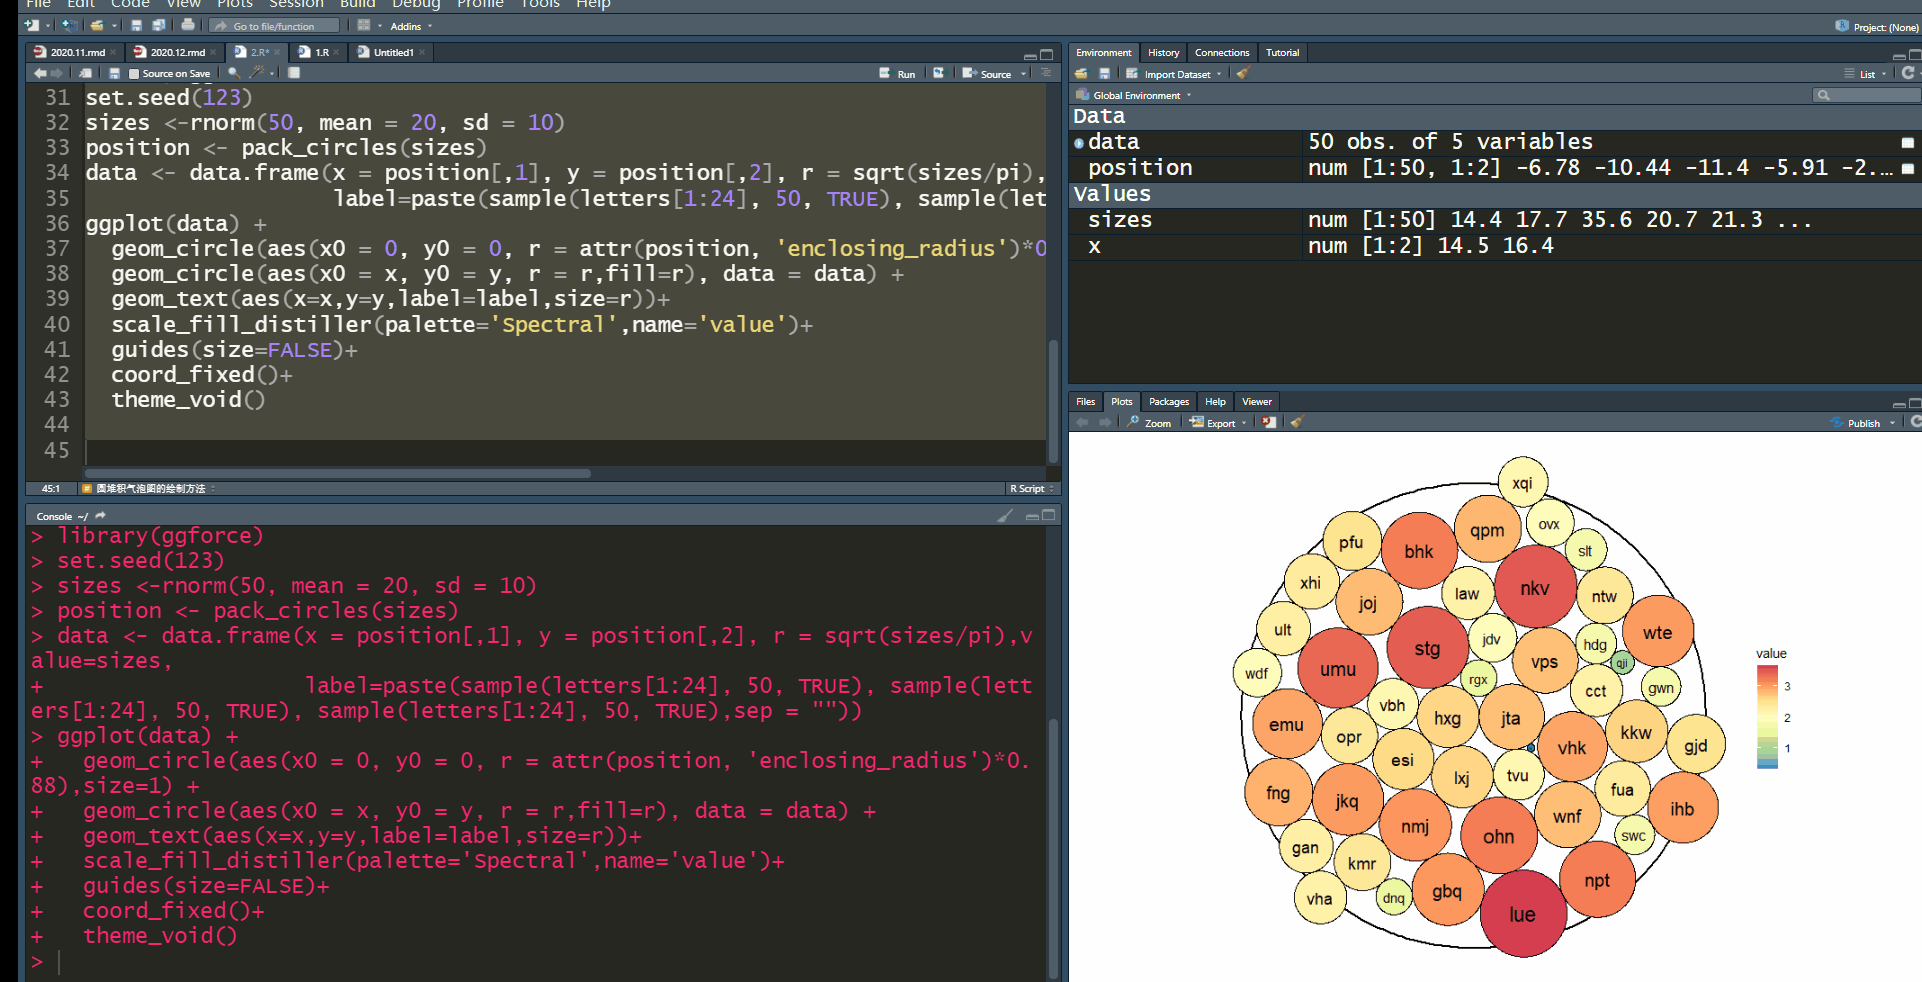 File Edit Code View Plots Session Build Debug Profile Tools Help
Go to file/function Addins Project: (None)
2020.11.rmd 2020.12.rmd 2.R* 1.R Untitled1
Source on Save Run Source
31 set.seed(123)
32 sizes <-rnorm(50, mean = 20, sd = 10)
33 position <- pack_circles(sizes)
34 data <- data.frame(x = position[,1], y = position[,2], r = sqrt(sizes/pi),
35 label=paste(sample(letters[1:24], 50, TRUE), sample(let
36 ggplot(data) +
37 geom_circle(aes(x0 = 0, y0 = 0, r = attr(position, 'enclosing_radius')*0
38 geom_circle(aes(x0 = x, y0 = y, r = r,fill=r), data = data) +
39 geom_text(aes(x=x,y=y,label=label,size=r))+
40 scale_fill_distiller(palette='Spectral',name='value')+
41 guides(size=FALSE)+
42 coord_fixed()+
43 theme_void()
44
45
45:1 # 圆堆积气泡图的绘制方法 R Script
Console ~/
> library(ggforce)
> set.seed(123)
> sizes <-rnorm(50, mean = 20, sd = 10)
> position <- pack_circles(sizes)
> data <- data.frame(x = position[,1], y = position[,2], r = sqrt(sizes/pi),v
alue=sizes,
+ label=paste(sample(letters[1:24], 50, TRUE), sample(lett
ers[1:24], 50, TRUE), sample(letters[1:24], 50, TRUE),sep = ""))
> ggplot(data) +
+ geom_circle(aes(x0 = 0, y0 = 0, r = attr(position, 'enclosing_radius')*0.
88),size=1) +
+ geom_circle(aes(x0 = x, y0 = y, r = r,fill=r), data = data) +
+ geom_text(aes(x=x,y=y,label=label,size=r))+
+ scale_fill_distiller(palette='Spectral',name='value')+
+ guides(size=FALSE)+
+ coord_fixed()+
+ theme_void()
>
Environment History Connections Tutorial
Import Dataset List
Global Environment
Data
data 50 obs. of 5 variables
position num [1:50, 1:2] -6.78 -10.44 -11.4 -5.91 -2....
Values
sizes num [1:50] 14.4 17.7 35.6 20.7 21.3 ...
x num [1:2] 14.5 16.4
Files Plots Packages Help Viewer
Zoom Export Publish
xqi
ovx
qpm
pfu
bhk
slt
xhi
nkv
law
ntw
joj
ult
wte
jdv
hdg
stg
vps
qji
umu
wdf
rgx
gwn
cct
vbh
hxg
jta
emu
kkw
opr
gjd
vhk
esi
lxj
tvu
fua
fng
jkq
ihb
wnf
nmj
ohn
swc
gan
kmr
npt
gbq
dnq
vha
lue
value
3
2
1